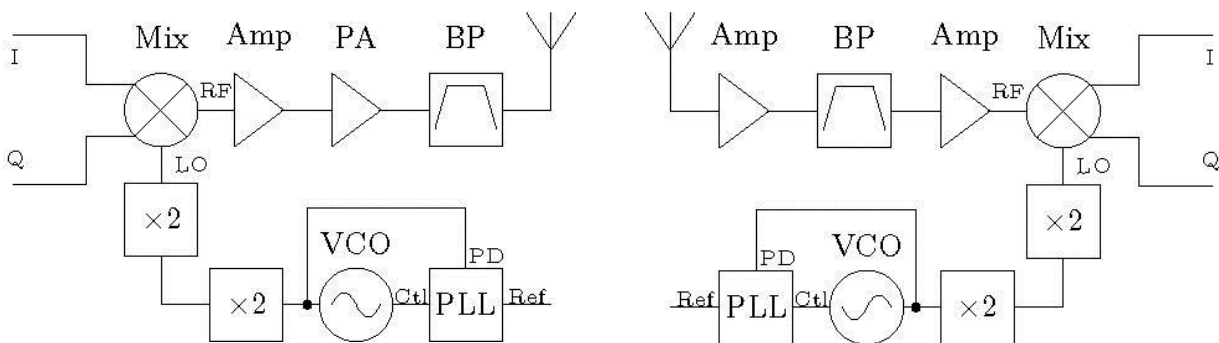 Mix Amp PA BP
I
RF
Q
LO
×2
VCO
PD
×2
Ctl
PLL
Ref
Amp BP Amp Mix
I
RF
Q
LO
×2
VCO
PD
Ref
PLL
Ctl
×2